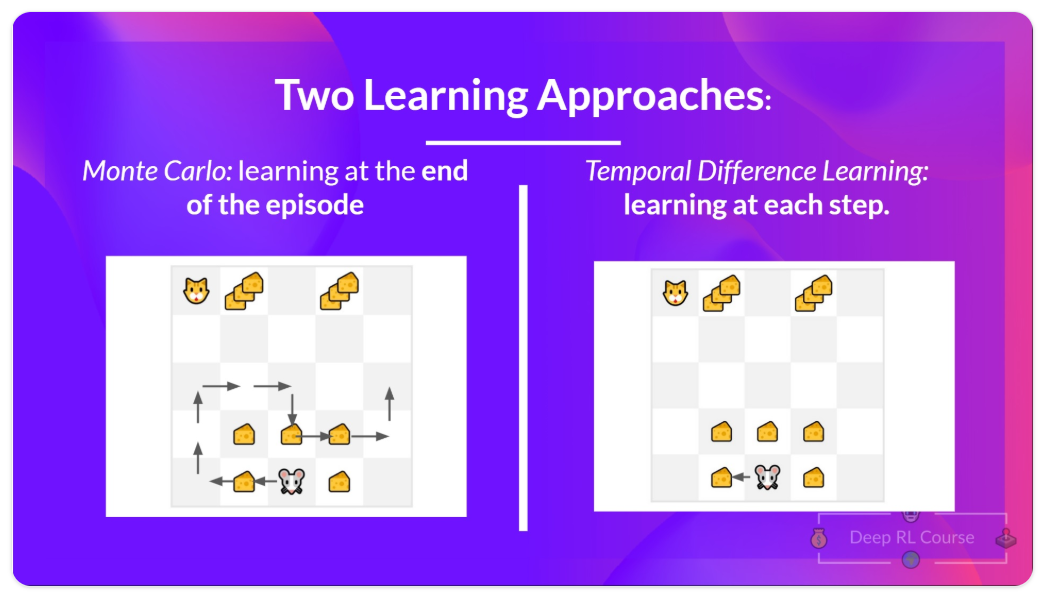 Two Learning Approaches:
Monte Carlo: learning at the end
of the episode
Temporal Difference Learning:
learning at each step.
Deep RL Course